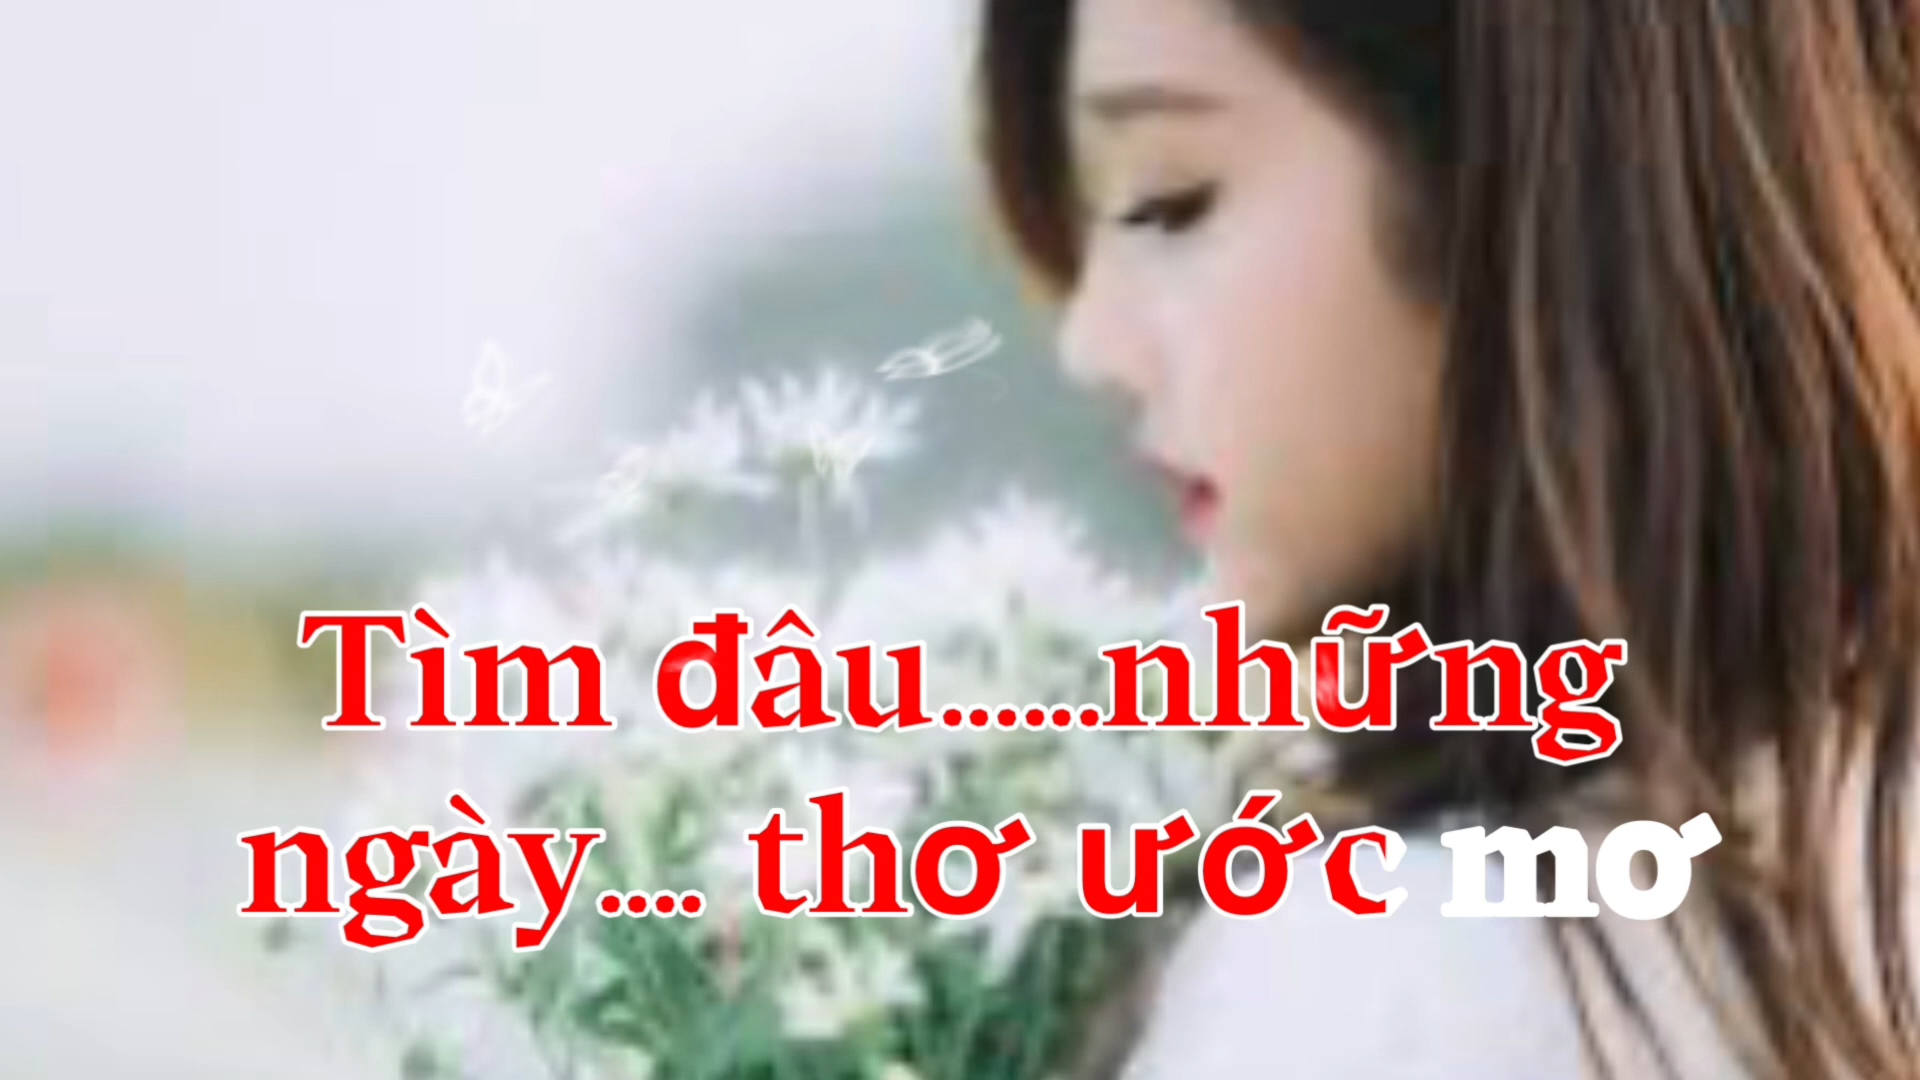 Tìm đâu......những
ngày.... thơ ước mơ